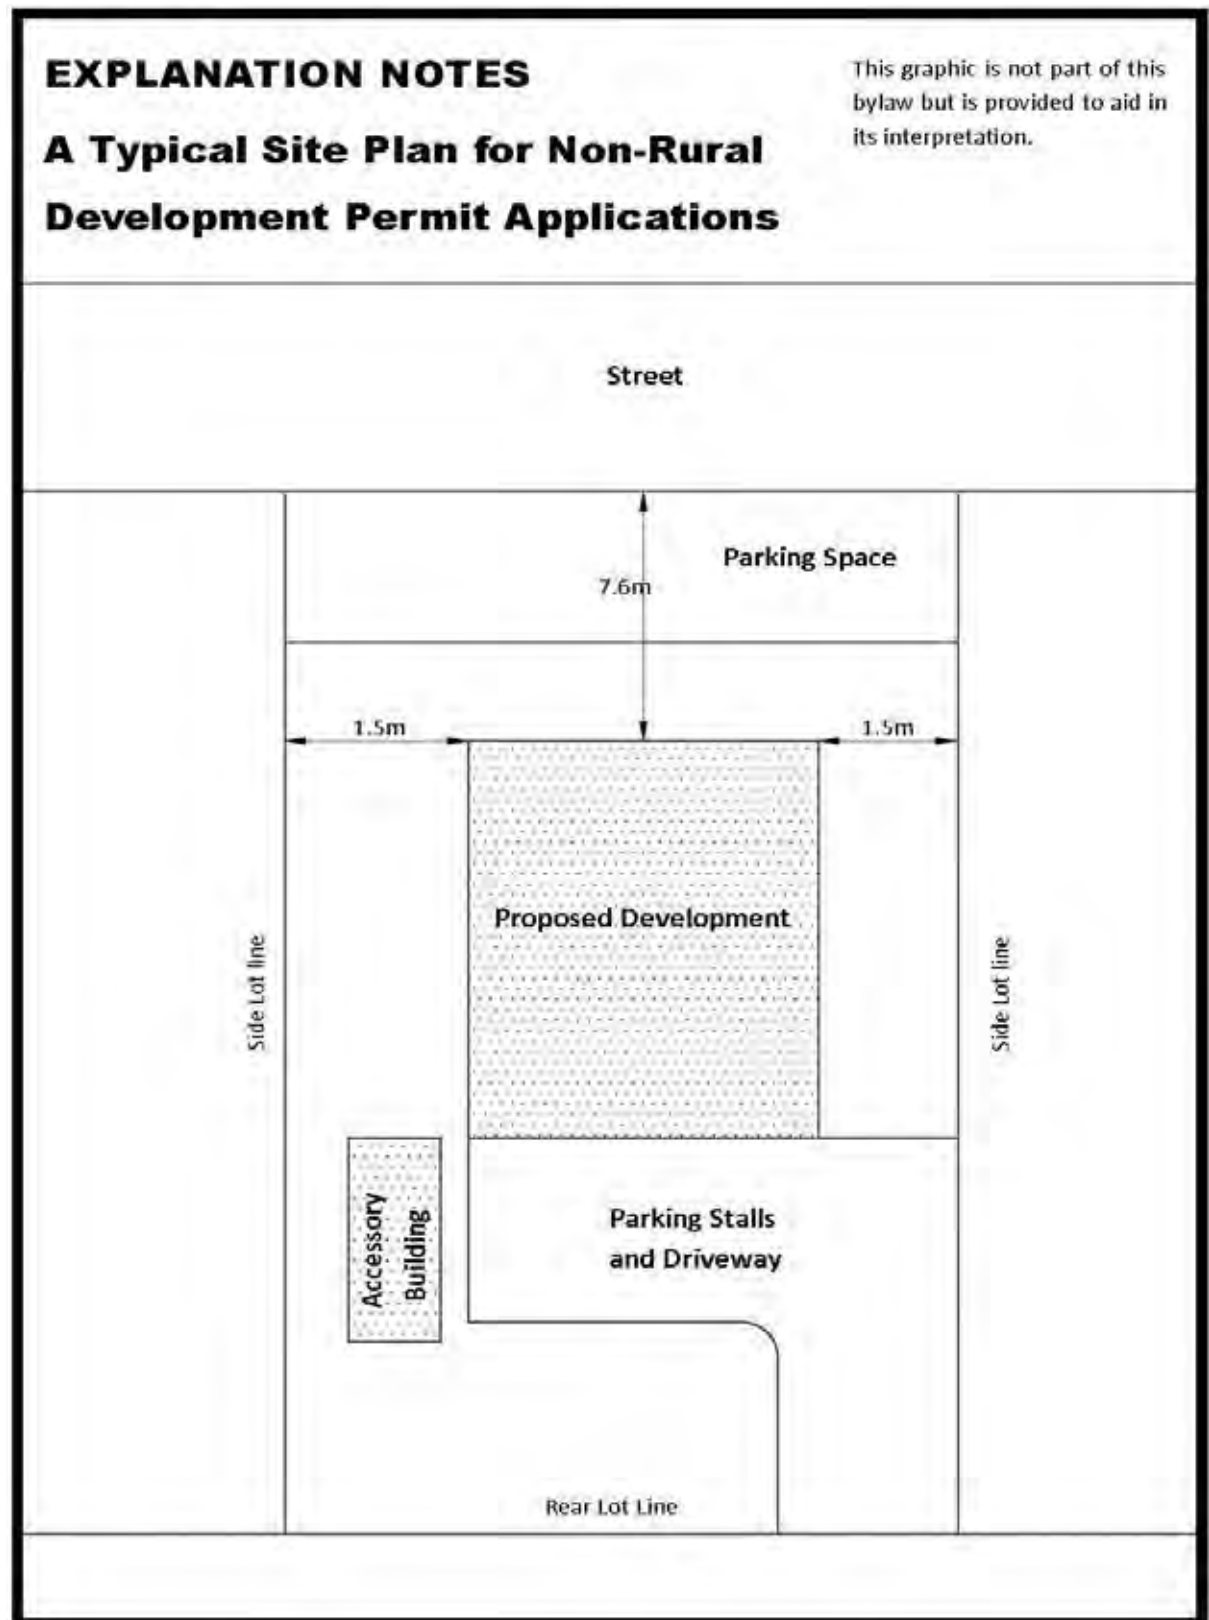 EXPLANATION NOTES
A Typical Site Plan for Non-Rural
Development Permit Applications
This graphic is not part of this
bylaw but is provided to aid in
its interpretation.
Street
Parking Space
7.6m
1.5m
1.5m
Proposed Development
Side Lot line
Side Lot line
Accessory
Building
Parking Stalls
and Driveway
Rear Lot Line